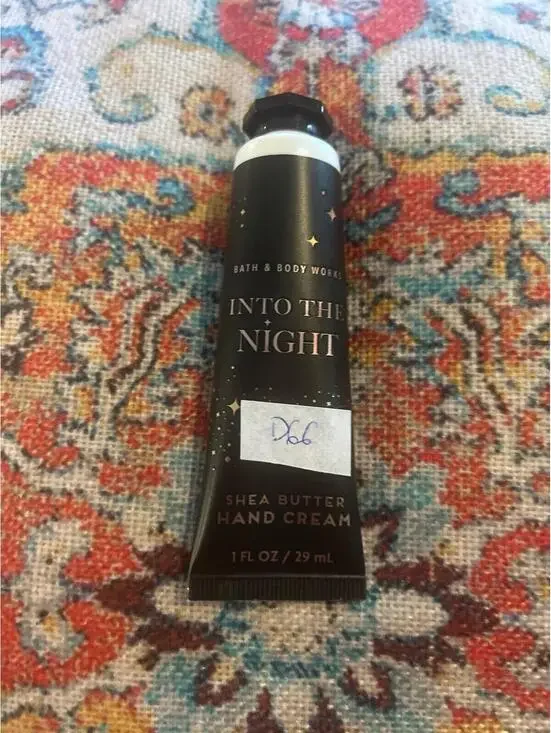 BATH & BODY WORKS
INTO THE
NIGHT
D66
SHEA BUTTER
HAND CREAM
1 FL OZ / 29 mL